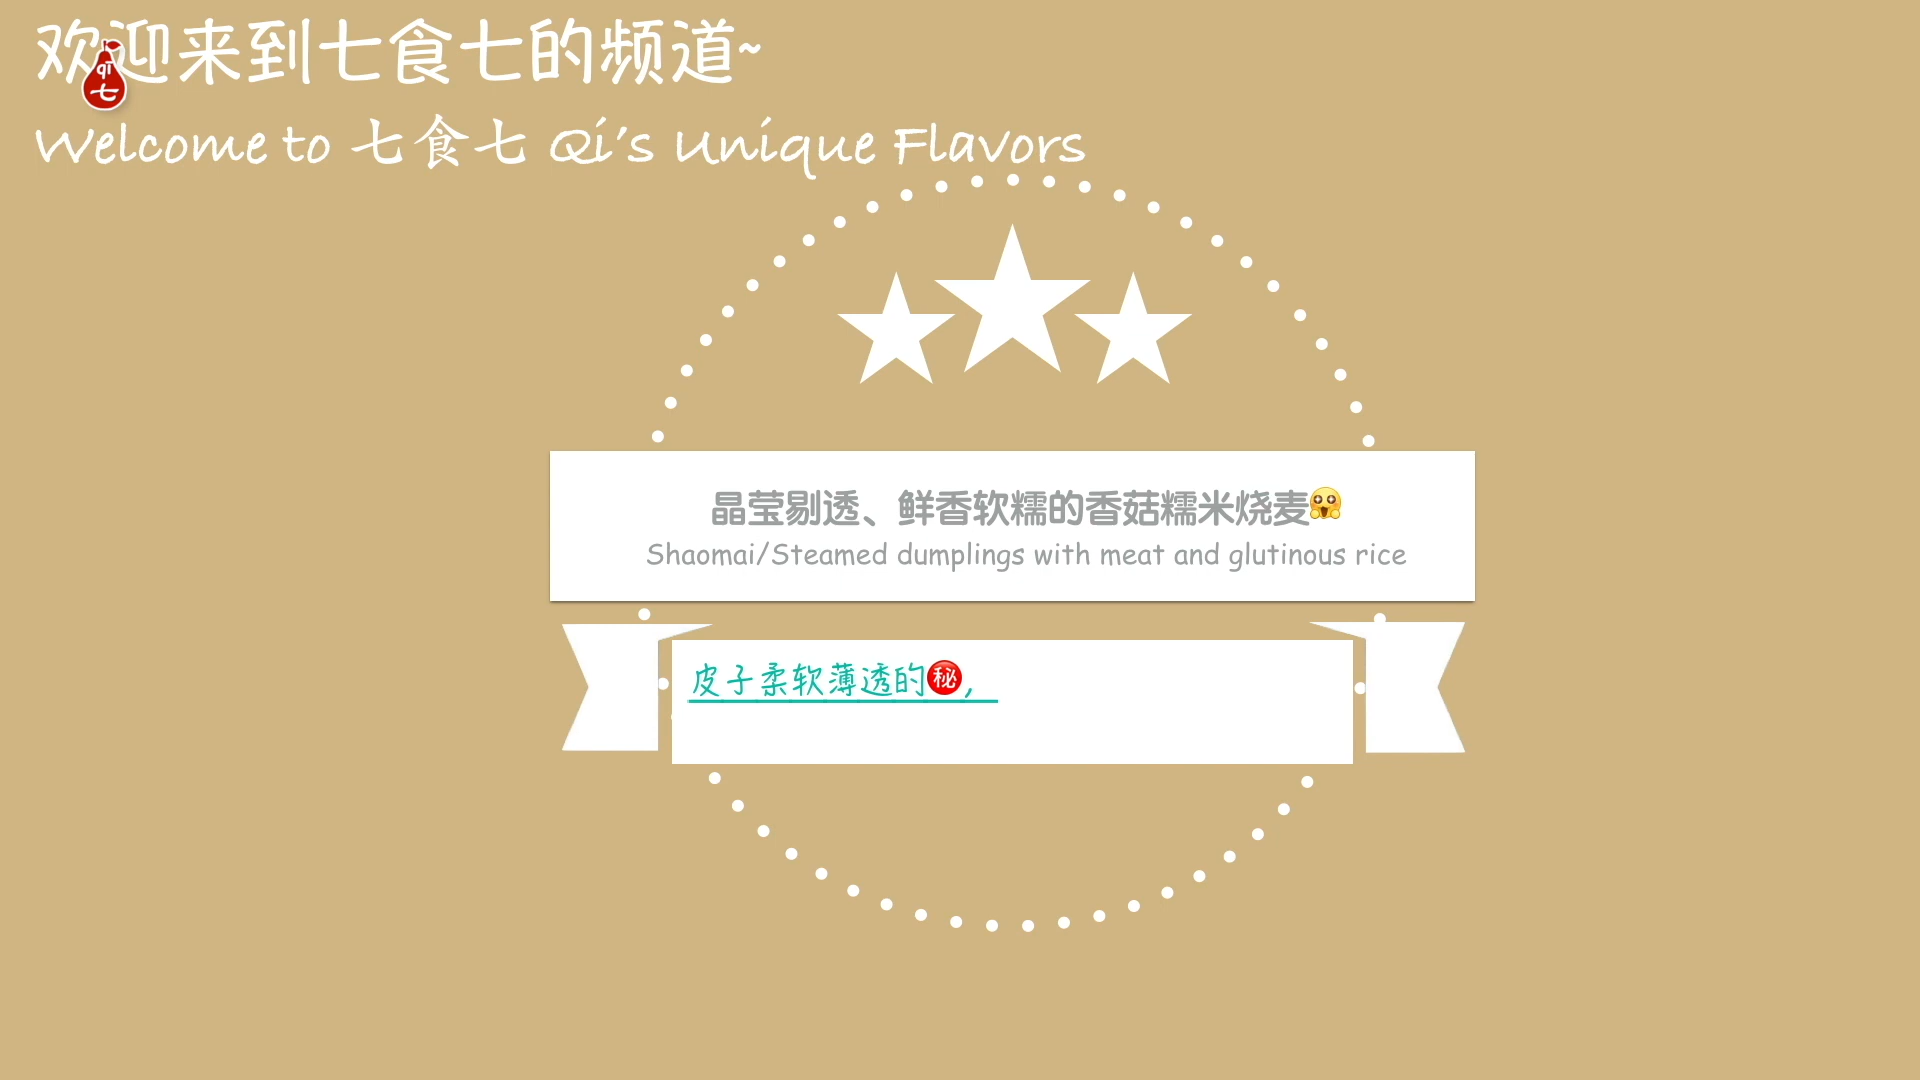 欢迎来到七食七的频道~
qi
七
Welcome to 七食七 Qi's Unique Flavors
晶莹剔透、鲜香软糯的香菇糯米烧麦
Shaomai/Steamed dumplings with meat and glutinous rice
皮子柔软薄透的㊙,